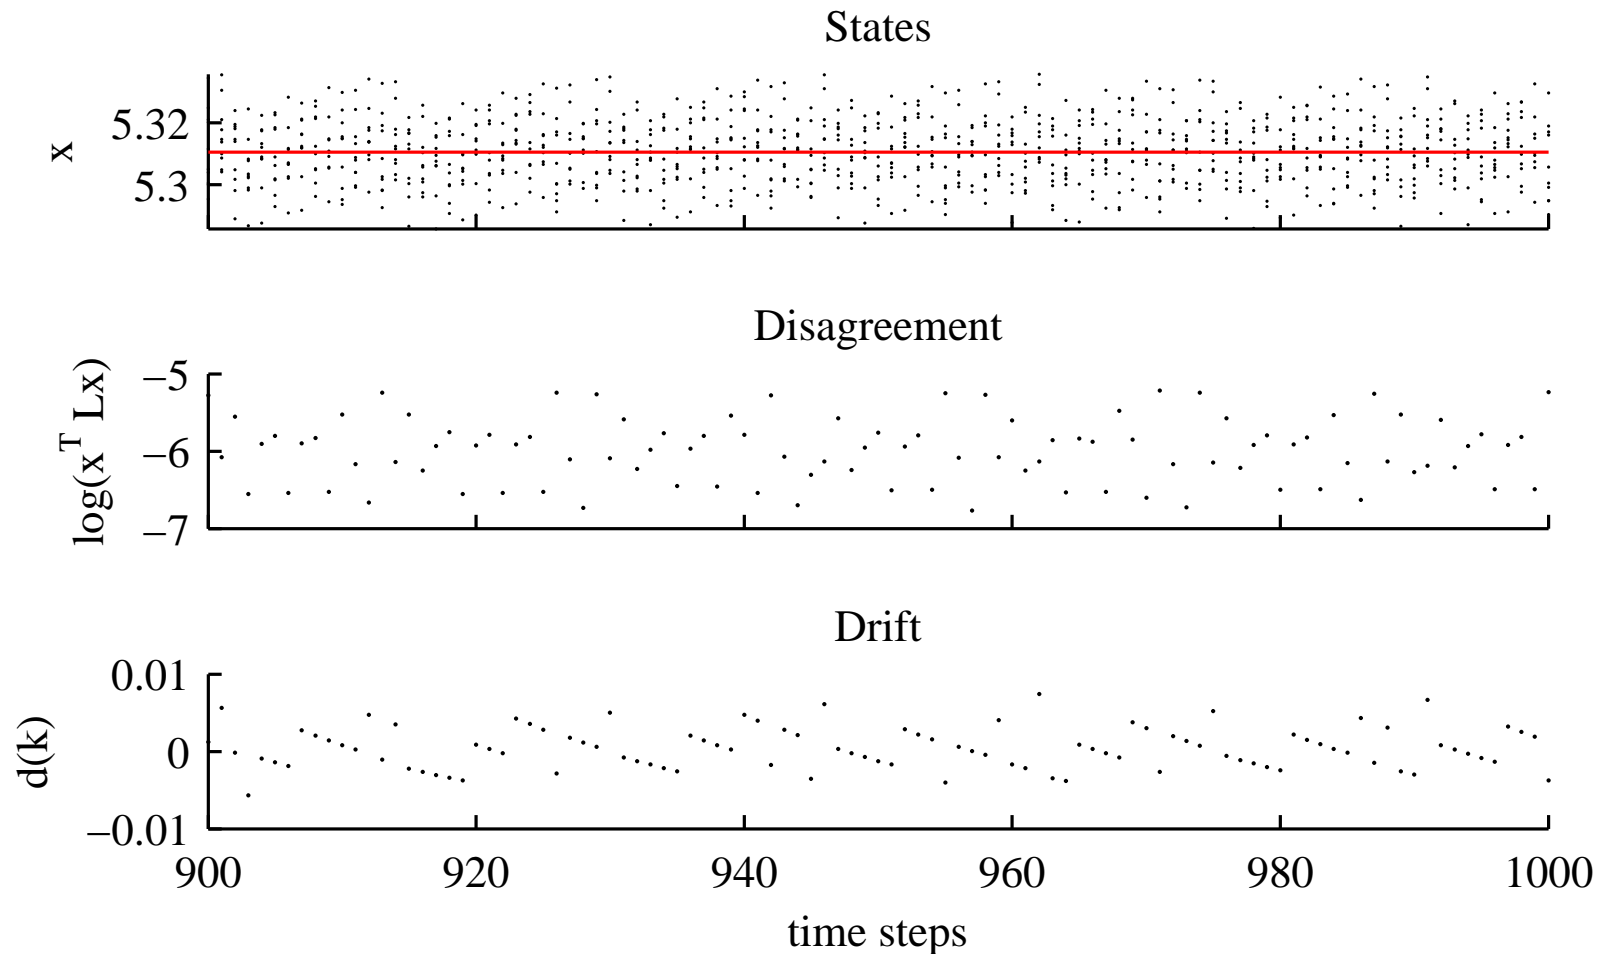 States
x
5.32
5.3
Disagreement
log(x^T Lx)
−5
−6
−7
Drift
d(k)
0.01
0
−0.01
900 920 940 960 980 1000
time steps